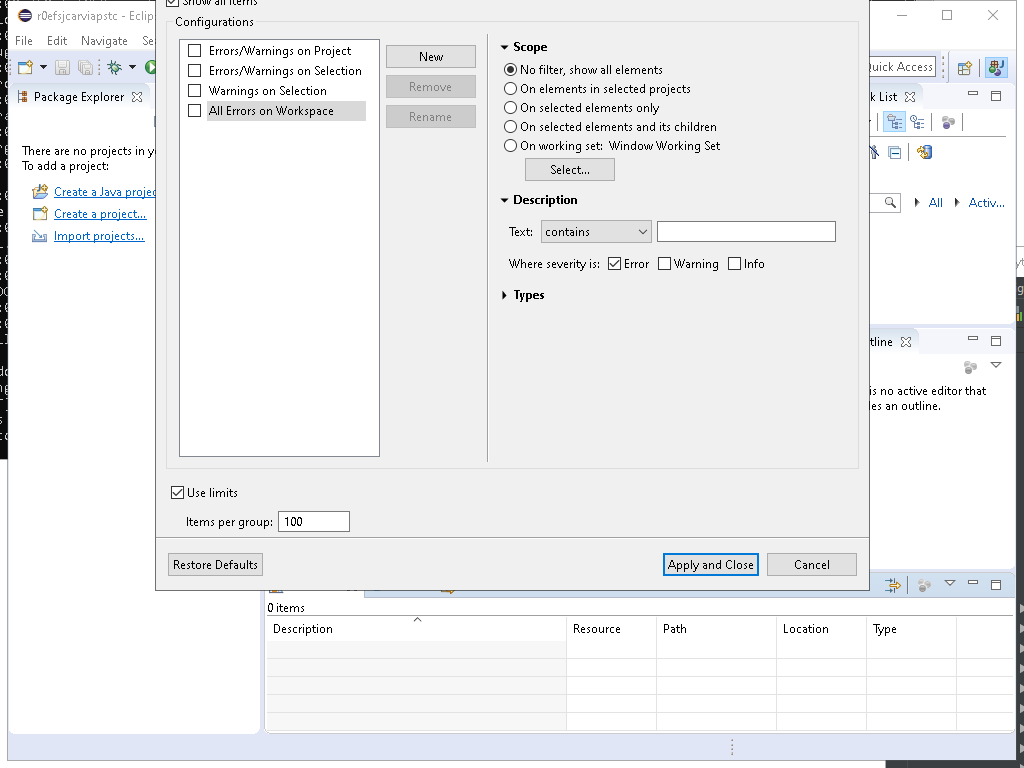 r0efsjcarviapstc - Eclip
Show all items
Configurations
File Edit Navigate Se
Errors/Warnings on Project
Errors/Warnings on Selection
Warnings on Selection
All Errors on Workspace
New
Remove
Rename
Scope
No filter, show all elements
On elements in selected projects
On selected elements only
On selected elements and its children
On working set: Window Working Set
Select...
Description
Text: contains
Where severity is: Error Warning Info
Types
Quick Access
Package Explorer
k List
There are no projects in y
To add a project:
Create a Java projec
Create a project...
Import projects...
All Activ...
tline
is no active editor that
des an outline.
Use limits
Items per group: 100
Restore Defaults
Apply and Close
Cancel
0 items
Description Resource Path Location Type